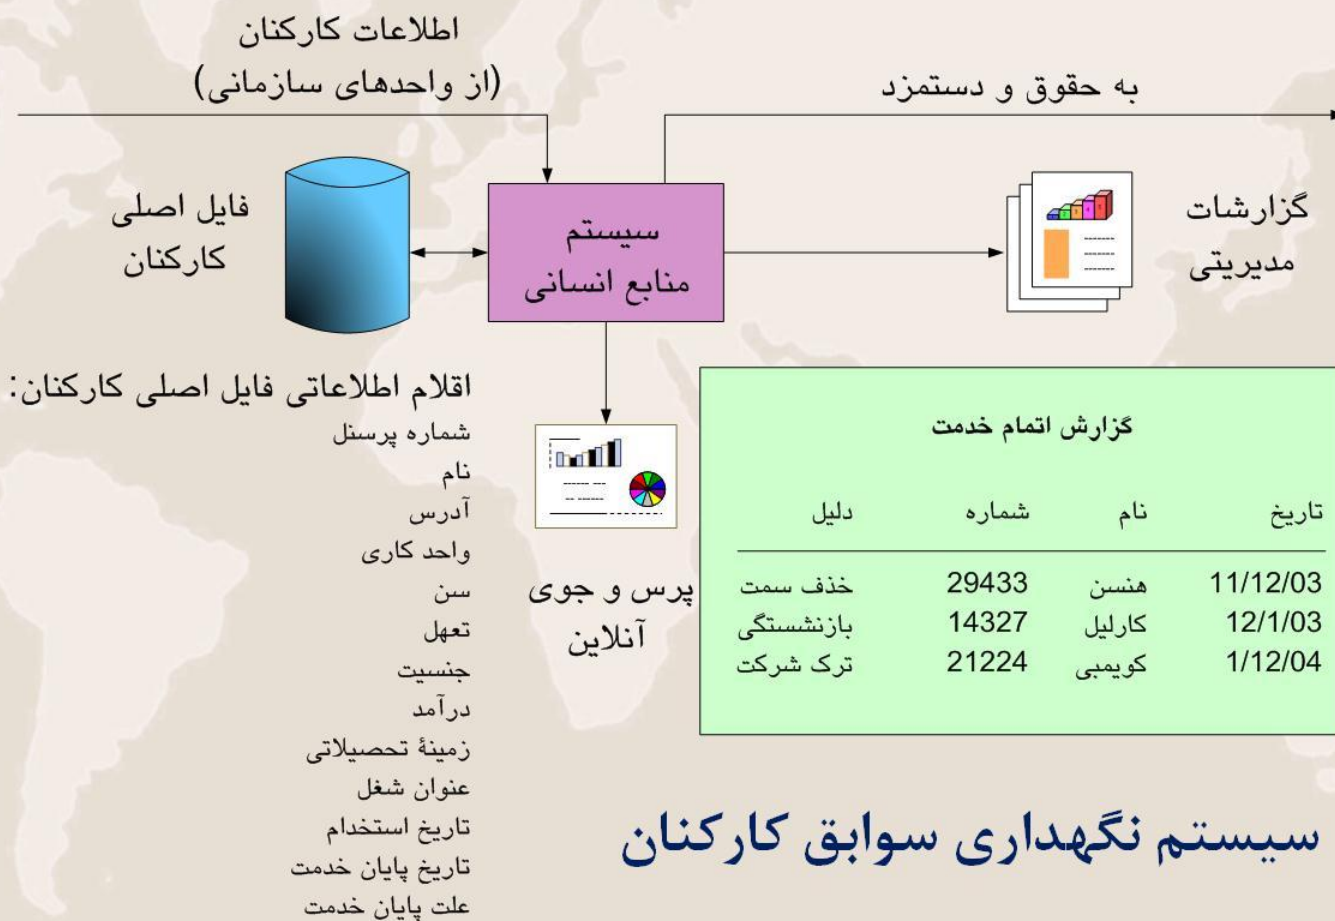 اطلاعات کارکنان
(از واحدهای سازمانی)
به حقوق و دستمزد
فایل اصلی
کارکنان
سیستم
منابع انسانی
گزارشات
مدیریتی
اقلام اطلاعاتی فایل اصلی کارکنان:
شماره پرسنل
نام
آدرس
واحد کاری
سن
تعهل
جنسیت
درآمد
زمینهٔ تحصیلاتی
عنوان شغل
تاریخ استخدام
تاریخ پایان خدمت
علت پایان خدمت
پرس و جوی
آنلاین
گزارش اتمام خدمت
تاریخ نام شماره دلیل
11/12/03 هنسن 29433 خذف سمت
12/1/03 کارلیل 14327 بازنشستگی
1/12/04 کویمبی 21224 ترک شرکت
سیستم نگهداری سوابق کارکنان